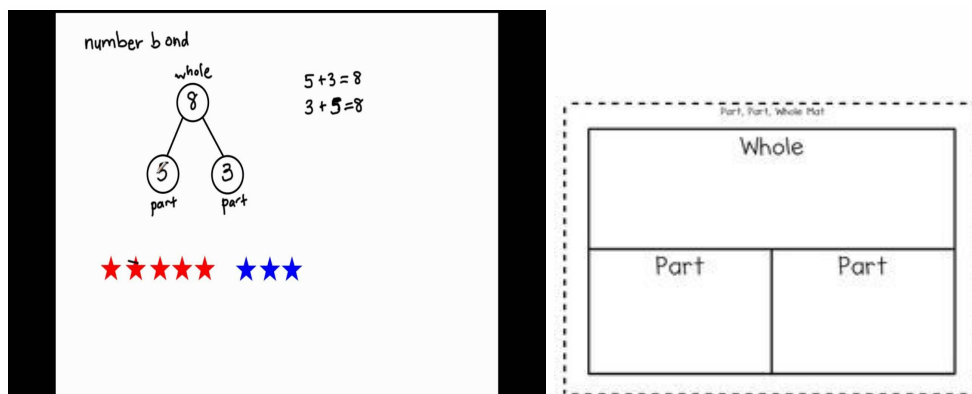 number bond
whole
8
5 3
part part
5+3=8
3+5=8
Part, Part, Whole Mat
Whole
Part Part